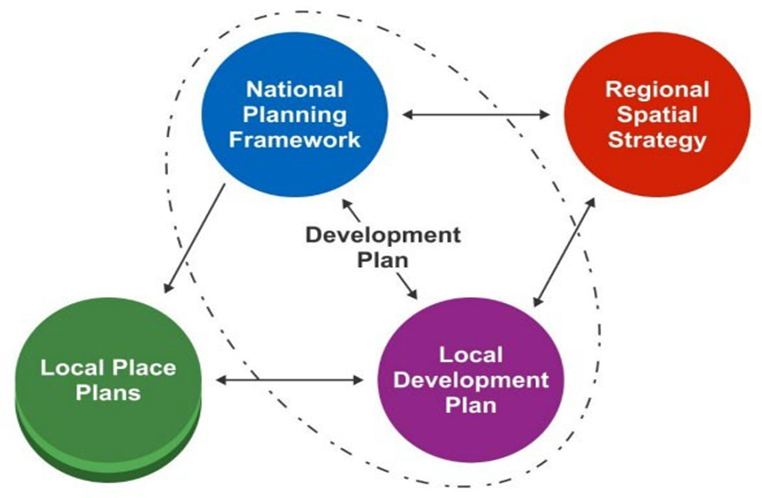 National
Planning
Framework
Regional
Spatial
Strategy
Development
Plan
Local Place
Plans
Local
Development
Plan